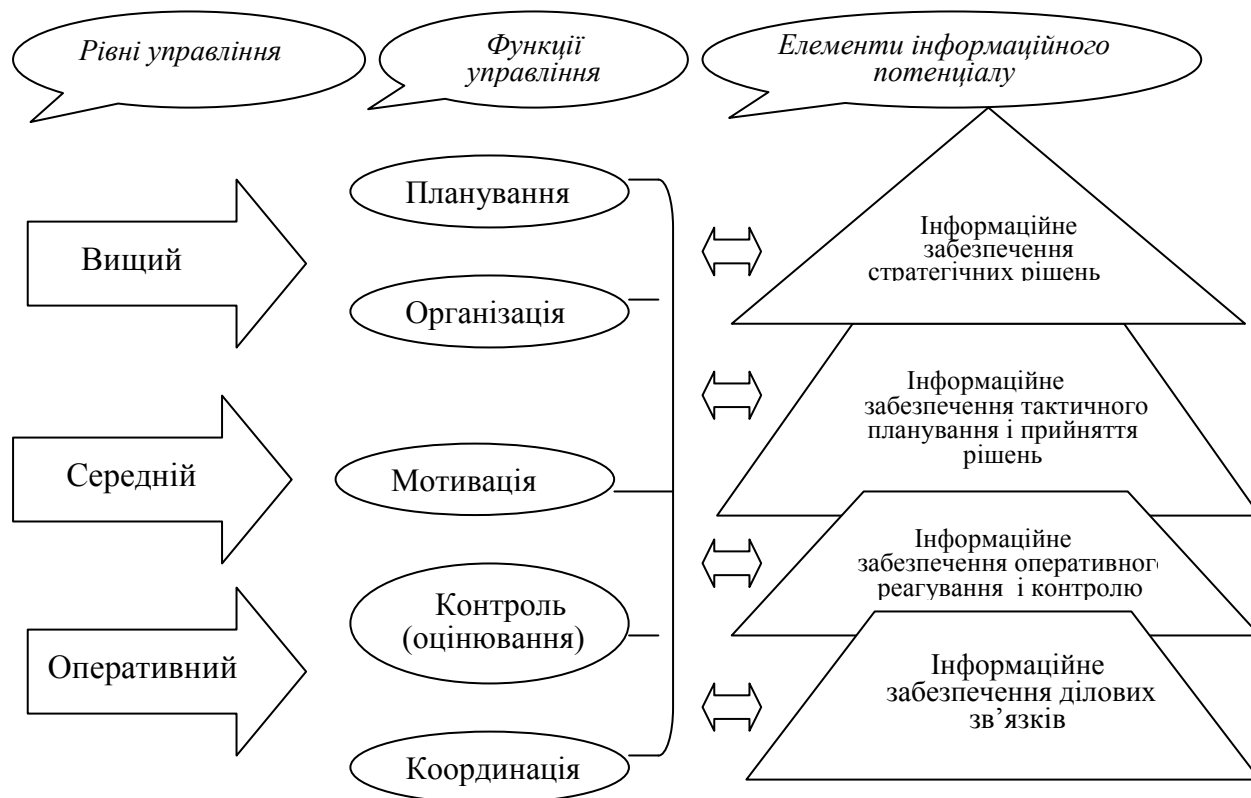 Рівні управління
Функції
управління
Елементи інформаційного
потенціалу
Вищий
Середній
Оперативний
Планування
Організація
Мотивація
Контроль
(оцінювання)
Координація
Інформаційне
забезпечення
стратегічних рішень
Інформаційне
забезпечення тактичного
планування і прийняття
рішень
Інформаційне
забезпечення оперативного
реагування і контролю
Інформаційне
забезпечення ділових
зв’язків